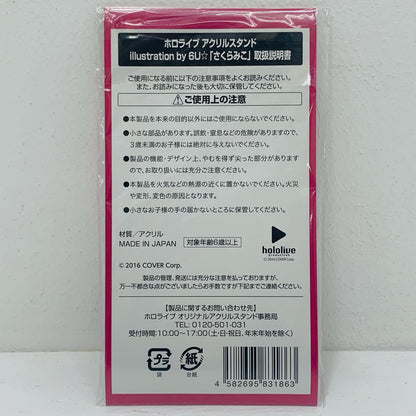 ホロライブ アクリルスタンド
illustration by 6U☆「さくらみこ」取扱説明書
ご使用になる前に以下の注意事項をよくお読みください。
また、お読みになった後も大切に保管してください。
⚠ご使用上の注意
●本製品を本来の目的以外にはご使用にならないでください。
●小さな部品があります。誤飲・窒息などの危険がありますので、
3歳未満のお子様には絶対に与えないでください。
●製品の機能・デザイン上、やむを得ず尖った部分があります
ので、お取り扱いには充分ご注意ください。
●本製品を火気などの熱源の近くに置かないでください。火災
や変形、変色の原因となります。
●小さなお子様の手の届かないところに保管してください。
材質/アクリル
MADE IN JAPAN
対象年齢6歳以上
hololive
production
© 2016 COVER Corp.
© 2016 COVER Corp.
製品の管理、発送には充分な注意を払っておりますが、
万一不都合な点がございましたらお手数ですが下記までご連絡ください。
【製品に関するお問い合わせ先】
ホロライブ オリジナルアクリルスタンド事務局
TEL: 0120-501-031
受付時間:10:00~17:00(土・日・祝日、年末年始を除く)
プラ
袋
紙
台紙
4 582695 831863